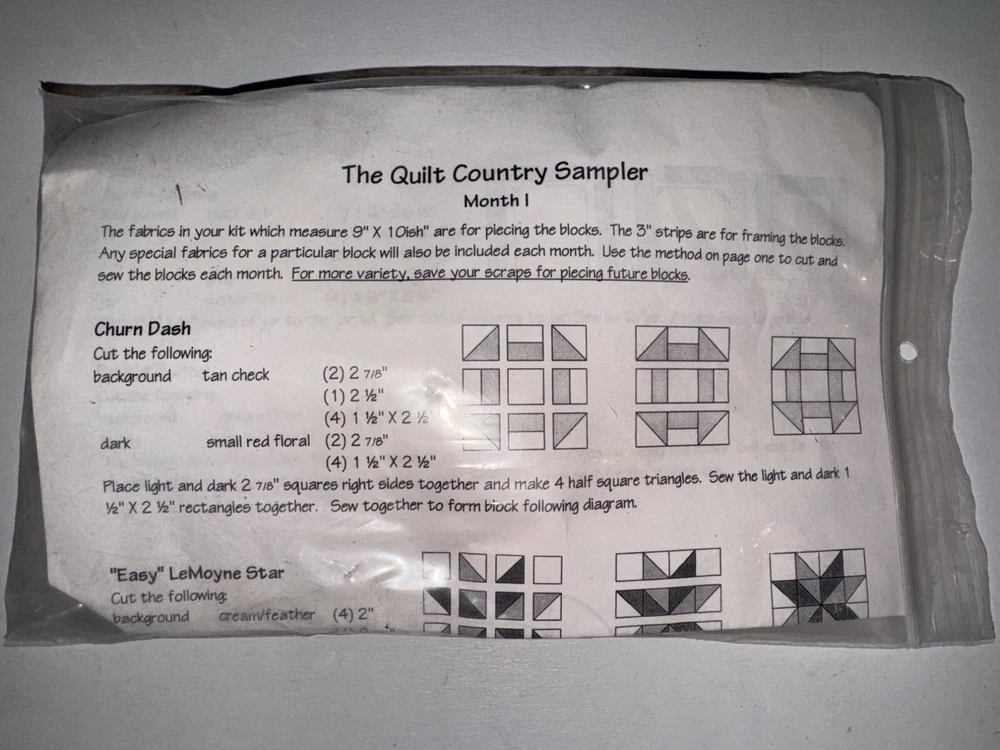 The Quilt Country Sampler
Month I
The fabrics in your kit which measure 9" X 10ish" are for piecing the blocks. The 3" strips are for framing the blocks.
Any special fabrics for a particular block will also be included each month. Use the method on page one to cut and
sew the blocks each month. For more variety, save your scraps for piecing future blocks.
Churn Dash
Cut the following:
background tan check (2) 2 7/8"
(1) 2 ½"
(4) 1 ½" X 2 ½
dark small red floral (2) 2 7/8"
(4) 1 ½" X 2 ½"
Place light and dark 2 7/8" squares right sides together and make 4 half square triangles. Sew the light and dark 1
½" X 2 ½" rectangles together. Sew together to form block following diagram.
"Easy" LeMoyne Star
Cut the following:
background cream/feather (4) 2"